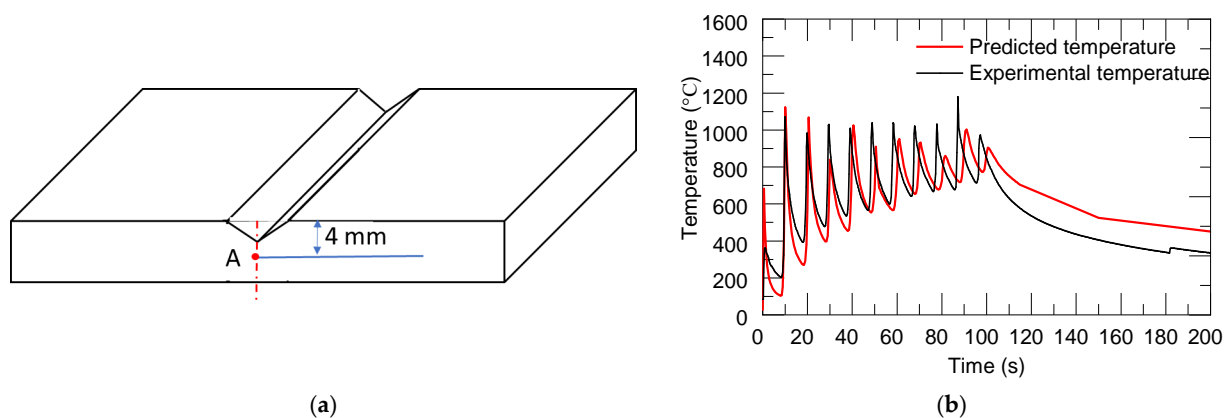 A
4 mm
(a)
1600
1400
1200
1000
800
600
400
200
0
Temperature (°C)
Predicted temperature
Experimental temperature
0 20 40 60 80 100 120 140 160 180 200
Time (s)
(b)